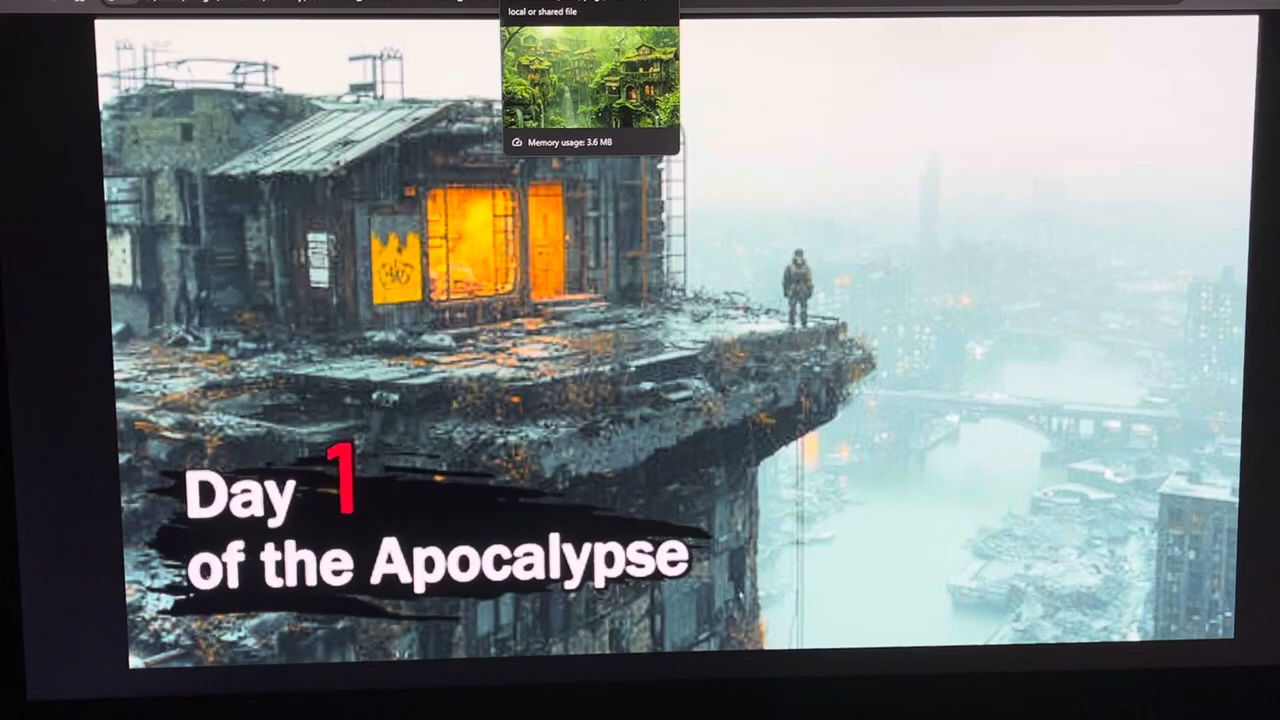 local or shared file
Memory usage: 3.6 MB
Day 1
of the Apocalypse